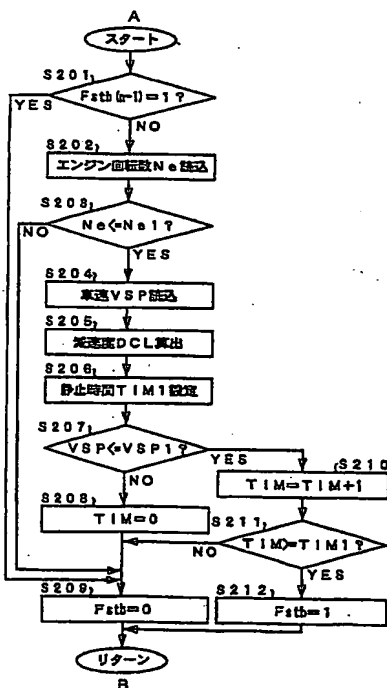 A
スタート
S201
Fstb(n-1)=1?
YES
NO
S202
エンジン回転数Ne読込
S203
Ne<=Ne1?
NO
YES
S204
車速VSP読込
S205
減速度DCL算出
S206
静止時間TIM1設定
S207
VSP<=VSP1?
YES
NO
S210
TIM=TIM+1
S208
TIM=0
S211
TIM>=TIM1?
NO
YES
S209
Fstb=0
S212
Fstb=1
リターン
B